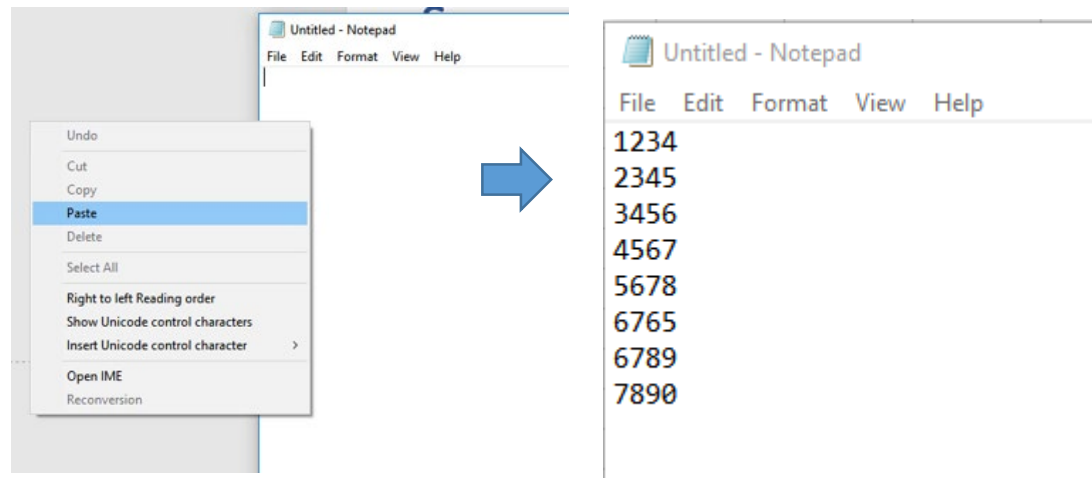 Untitled - Notepad
File Edit Format View Help
Undo
Cut
Copy
Paste
Delete
Select All
Right to left Reading order
Show Unicode control characters
Insert Unicode control character >
Open IME
Reconversion
Untitled - Notepad
File Edit Format View Help
1234
2345
3456
4567
5678
6765
6789
7890